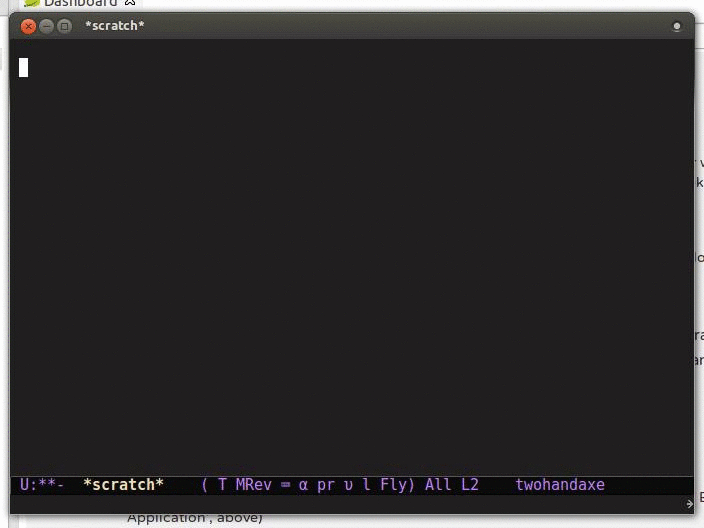 Dashboard
*scratch*
U:**-  *scratch*    ( T MRev ⌨ α pr υ l Fly) All L2    twohandaxe
Application', above)